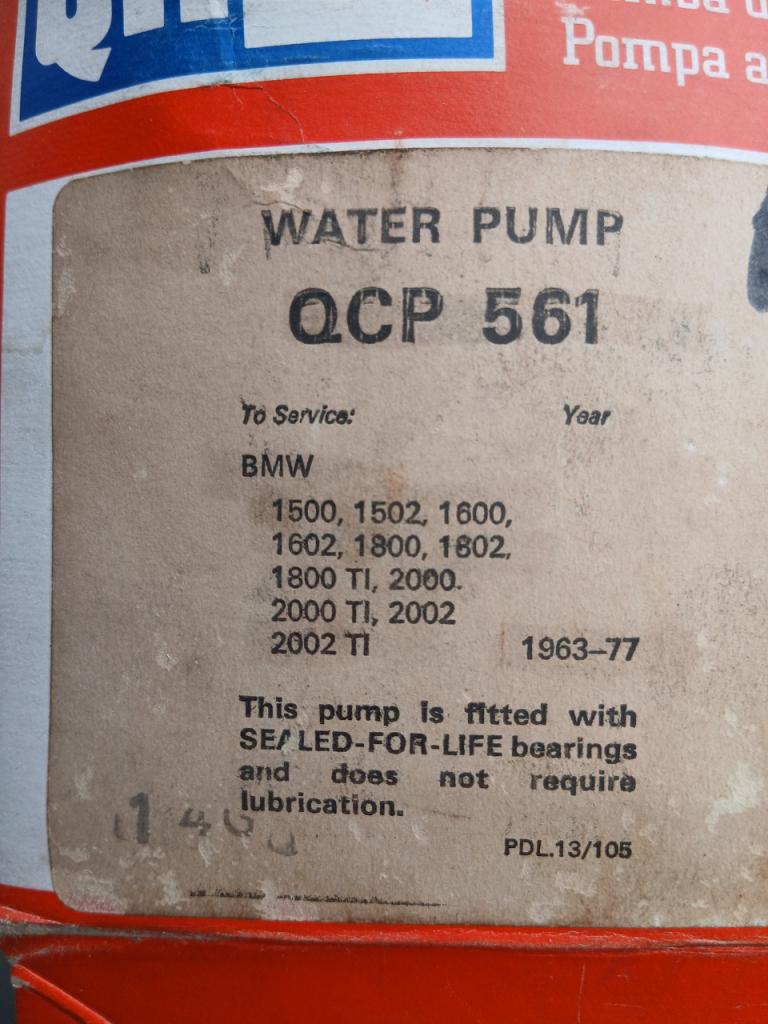 Pompa a
WATER PUMP
QCP 561
To Service: Year
BMW
1500, 1502, 1600,
1602, 1800, 1802,
1800 TI, 2000.
2000 TI, 2002
2002 TI 1963–77
This pump is fitted with
SEALED-FOR-LIFE bearings
and does not require
lubrication.
PDL.13/105